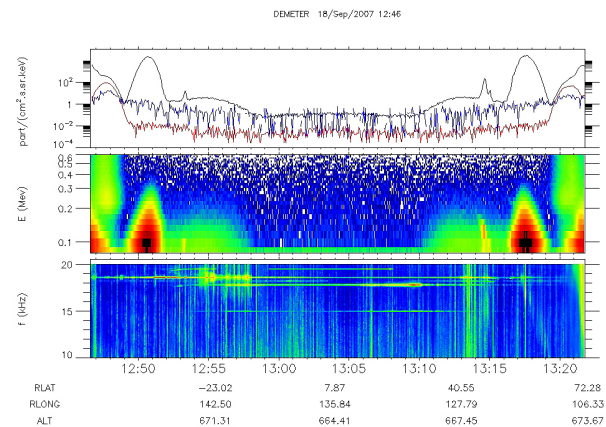 DEMETER 18/Sep/2007 12:46
part/(cm².s.sr.keV)
10²
1
10⁻²
10⁻⁴
E (Mev)
0.6
0.5
0.4
0.3
0.2
0.1
f (kHz)
20
15
10
12:50 12:55 13:00 13:05 13:10 13:15 13:20
RLAT −23.02 7.87 40.55 72.28
RLONG 142.50 135.84 127.79 106.33
ALT 671.31 664.41 667.45 673.67